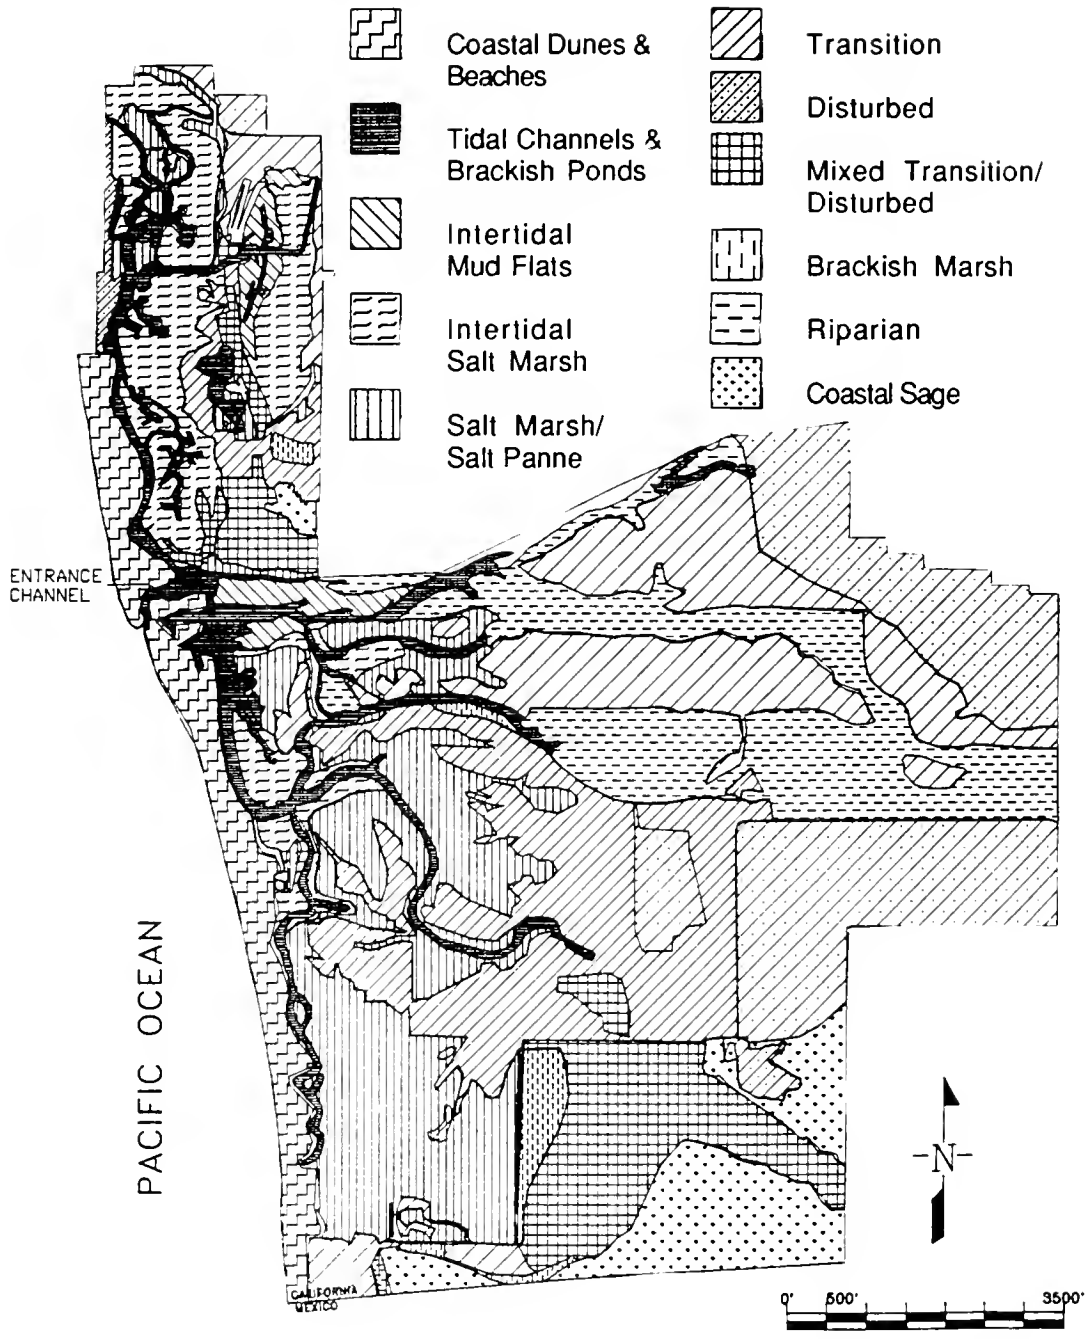 Coastal Dunes &
Beaches
Tidal Channels &
Brackish Ponds
Intertidal
Mud Flats
Intertidal
Salt Marsh
Salt Marsh/
Salt Panne
Transition
Disturbed
Mixed Transition/
Disturbed
Brackish Marsh
Riparian
Coastal Sage
ENTRANCE
CHANNEL
PACIFIC OCEAN
CALIFORNIA
MEXICO
-N-
0' 500' 3500'